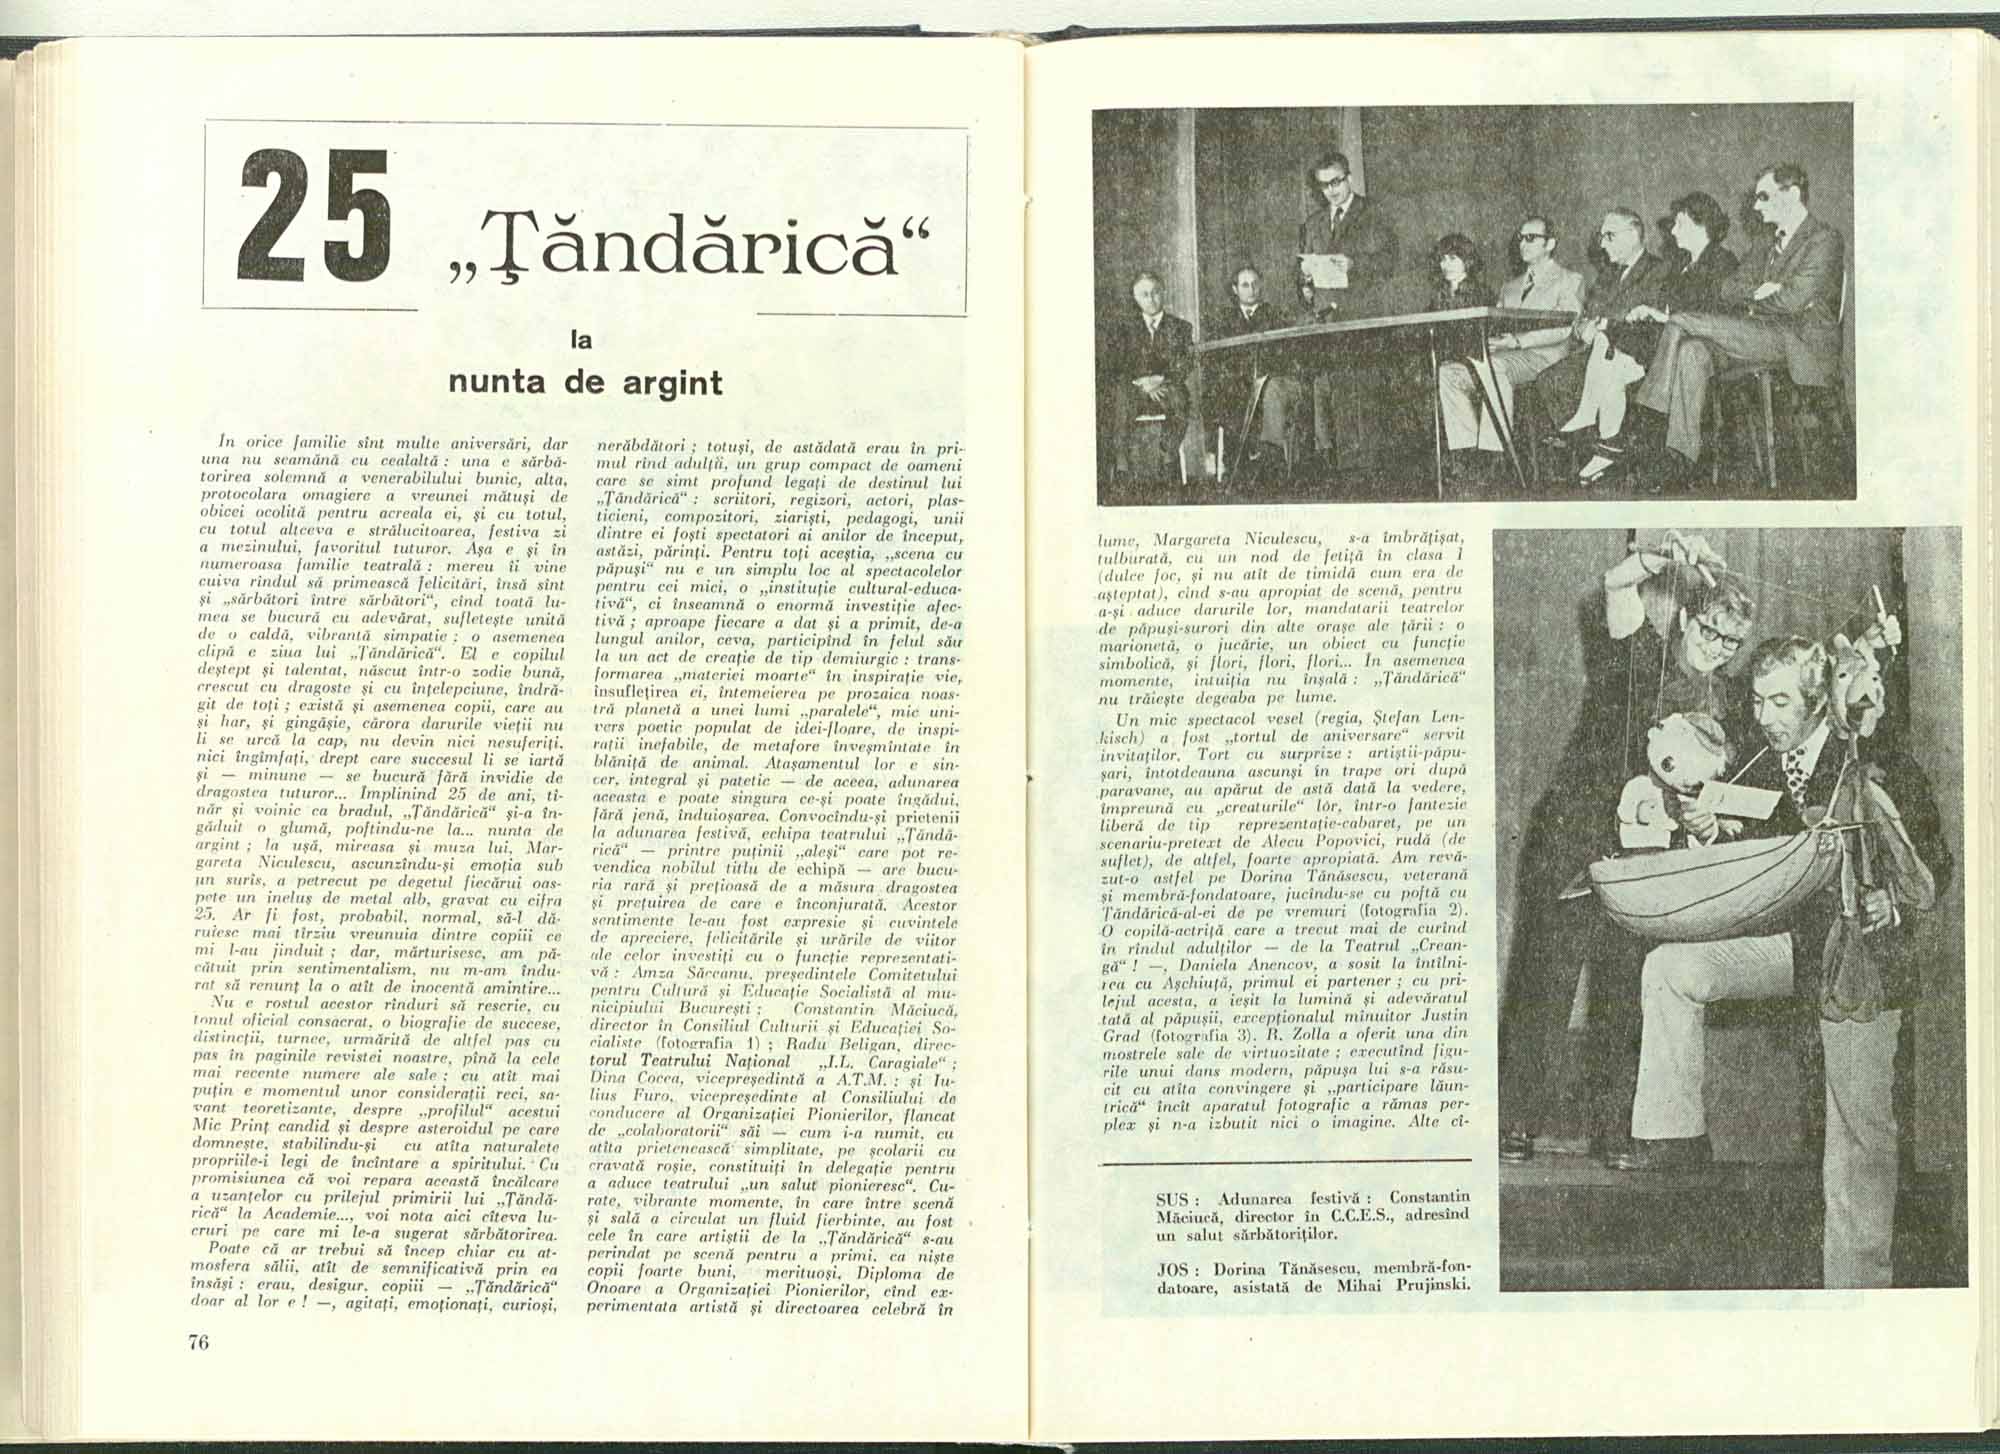 25 „Ţăndărică“
la
nunta de argint
In orice familie sînt multe aniversări, dar
una nu seamănă cu cealaltă : una e sărbă-
torirea solemnă a venerabilului bunic, alta,
protocolara omagiere a vreunei mătuşi de
obicei ocolită pentru acreala ei, şi cu totul,
cu totul altceva e strălucitoarea, festiva zi
a mezinului, favoritul tuturor. Aşa e şi în
numeroasa familie teatrală : mereu îi vine
cuiva rîndul să primească felicitări, însă sînt
şi „sărbători între sărbători“, cînd toată lu-
mea se bucură cu adevărat, sufleteşte unită
de o caldă, vibrantă simpatie : o asemenea
clipă e ziua lui „Ţăndărică“. El e copilul
deştept şi talentat, născut într-o zodie bună,
crescut cu dragoste şi cu înţelepciune, îndră-
git de toţi ; există şi asemenea copii, care au
şi har, şi gingăşie, cărora darurile vieţii nu
li se urcă la cap, nu devin nici nesuferiţi,
nici îngîmfaţi, drept care succesul li se iartă
şi — minune — se bucură fără invidie de
dragostea tuturor... Implinind 25 de ani, tî-
năr şi voinic ca bradul, „Ţăndărică“ şi-a în-
găduit o glumă, poftindu-ne la... nunta de
argint ; la uşă, mireasa şi muza lui, Mar-
gareta Niculescu, ascunzîndu-şi emoţia sub
un surîs, a petrecut pe degetul fiecărui oas-
pete un ineluş de metal alb, gravat cu cifra
25. Ar fi fost, probabil, normal, să-l dă-
ruiesc mai tîrziu vreunuia dintre copiii ce
mi l-au jinduit ; dar, mărturisesc, am pă-
cătuit prin sentimentalism, nu m-am îndu-
rat să renunţ la o atît de inocentă amintire...
Nu e rostul acestor rînduri să rescrie, cu
tonul oficial consacrat, o biografie de succese,
distincţii, turnee, urmărită de altfel pas cu
pas în paginile revistei noastre, pînă la cele
mai recente numere ale sale ; cu atît mai
puţin e momentul unor consideraţii reci, sa-
vant teoretizante, despre „profilul“ acestui
Mic Prinţ candid şi despre asteroidul pe care
domneşte, stabilindu-şi cu atîta naturalete
propriile-i legi de încîntare a spiritului. Cu
promisiunea că voi repara această încălcare
a uzanţelor cu prilejul primirii lui „Ţăndă-
rică“ la Academie..., voi nota aici cîteva lu-
cruri pe care mi le-a sugerat sărbătorirea.
Poate că ar trebui să încep chiar cu at-
mosfera sălii, atît de semnificativă prin ea
însăşi : erau, desigur, copiii — „Ţăndărică“
doar al lor e ! —, agitaţi, emoţionaţi, curioşi,
nerăbdători ; totuşi, de astădată erau în pri-
mul rînd adulţii, un grup compact de oameni
care se simt profund legaţi de destinul lui
„Ţăndărică“ : scriitori, regizori, actori, plas-
ticieni, compozitori, ziarişti, pedagogi, unii
dintre ei foşti spectatori ai anilor de început,
astăzi, părinţi. Pentru toţi aceştia, „scena cu
păpuşi“ nu e un simplu loc al spectacolelor
pentru cei mici, o „instituţie cultural-educa-
tivă“, ci înseamnă o enormă investiţie afec-
tivă ; aproape fiecare a dat şi a primit, de-a
lungul anilor, ceva, participînd în felul său
la un act de creaţie de tip demiurgic : trans-
formarea „materiei moarte“ în inspiraţie vie,
însufleţirea ei, întemeierea pe prozaica noas-
tră planetă a unei lumi „paralele“, mic uni-
vers poetic populat de idei-floare, de inspi-
raţii inefabile, de metafore înveşmîntate în
blăniţă de animal. Ataşamentul lor e sin-
cer, integral şi patetic — de aceea, adunarea
aceasta e poate singura ce-şi poate îngădui,
fără jenă, înduioşarea. Convocîndu-şi prietenii
la adunarea festivă, echipa teatrului „Ţăndă-
rică“ — printre puţinii „aleşi“ care pot re-
vendica nobilul titlu de echipă — are bucu-
ria rară şi preţioasă de a măsura dragostea
şi preţuirea de care e înconjurată. Acestor
sentimente le-au fost expresie şi cuvintele
de apreciere, felicitările şi urările de viitor
ale celor investiţi cu o funcţie reprezentati-
vă : Amza Săceanu, preşedintele Comitetului
pentru Cultură şi Educaţie Socialistă al mu-
nicipiului Bucureşti ; Constantin Măciucă,
director în Consiliul Culturii şi Educaţiei So-
cialiste (fotografia 1) ; Radu Beligan, direc-
torul Teatrului Naţional „I.L. Caragiale“ ;
Dina Cocea, vicepreşedintă a A.T.M. ; şi Iu-
lius Furo, vicepreşedinte al Consiliului de
conducere al Organizaţiei Pionierilor, flancat
de „colaboratorii“ săi — cum i-a numit, cu
atîta prietenească simplitate, pe şcolarii cu
cravată roşie, constituiţi în delegaţie pentru
a aduce teatrului „un salut pionieresc“. Cu-
rate, vibrante momente, în care între scenă
şi sală a circulat un fluid fierbinte, au fost
cele în care artiştii de la „Ţăndărică“ s-au
perindat pe scenă pentru a primi, ca nişte
copii foarte buni, merituoşi, Diploma de
Onoare a Organizaţiei Pionierilor, cînd ex-
perimentata artistă şi directoarea celebră în
76
lume, Margareta Niculescu, s-a îmbrăţişat,
tulburată, cu un nod de fetiţă în clasa I
(dulce foc, şi nu atît de timidă cum era de
aşteptat), cînd s-au apropiat de scenă, pentru
a-şi aduce darurile lor, mandatarii teatrelor
de păpuşi-surori din alte oraşe ale ţării : o
marionetă, o jucărie, un obiect cu funcţie
simbolică, şi flori, flori, flori... In asemenea
momente, intuiţia nu înşală : „Ţăndărică“
nu trăieşte degeaba pe lume.
Un mic spectacol vesel (regia, Ştefan Len-
kisch) a fost „tortul de aniversare“ servit
invitaţilor. Tort cu surprize : artiştii-păpu-
şari, întotdeauna ascunşi în trape ori după
paravane, au apărut de astă dată la vedere,
împreună cu „creaturile“ lor, într-o fantezie
liberă de tip reprezentaţie-cabaret, pe un
scenariu-pretext de Alecu Popovici, rudă (de
suflet), de altfel, foarte apropiată. Am revă-
zut-o astfel pe Dorina Tănăsescu, veterană
şi membră-fondatoare, jucîndu-se cu poftă cu
Ţăndărică-al-ei de pe vremuri (fotografia 2).
O copilă-actriţă care a trecut mai de curînd
în rîndul adulţilor — de la Teatrul „Crean-
gă“ ! —, Daniela Anencov, a sosit la întîlni-
rea cu Aşchiuţă, primul ei partener ; cu pri-
lejul acesta, a ieşit la lumină şi adevăratul
tată al păpuşii, excepţionalul mînuitor Justin
Grad (fotografia 3). R. Zolla a oferit una din
mostrele sale de virtuozitate ; executînd figu-
rile unui dans modern, păpuşa lui s-a răsu-
cit cu atîta convingere şi „participare lăun-
trică“ încît aparatul fotografic a rămas per-
plex şi n-a izbutit nici o imagine. Alte cî-
SUS : Adunarea festivă : Constantin
Măciucă, director în C.C.E.S., adresînd
un salut sărbătoriţilor.
JOS : Dorina Tănăsescu, membră-fon-
datoare, asistată de Mihai Prujinski.